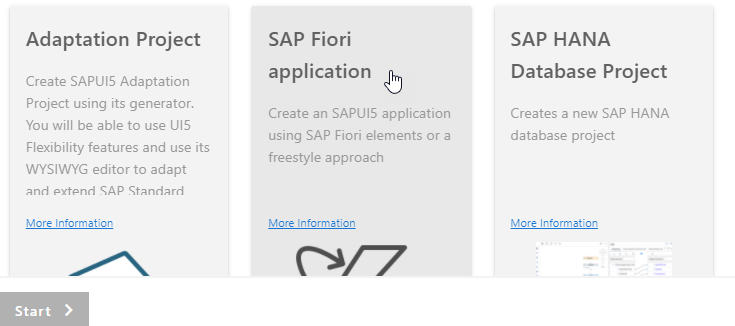 Adaptation Project
Create SAPUI5 Adaptation
Project using its generator.
You will be able to use UI5
Flexibility features and use its
WYSIWYG editor to adapt
and extend SAP Standard
More Information
SAP Fiori
application
Create an SAPUI5 application
using SAP Fiori elements or a
freestyle approach
More Information
SAP HANA
Database Project
Creates a new SAP HANA
database project
More Information
Start